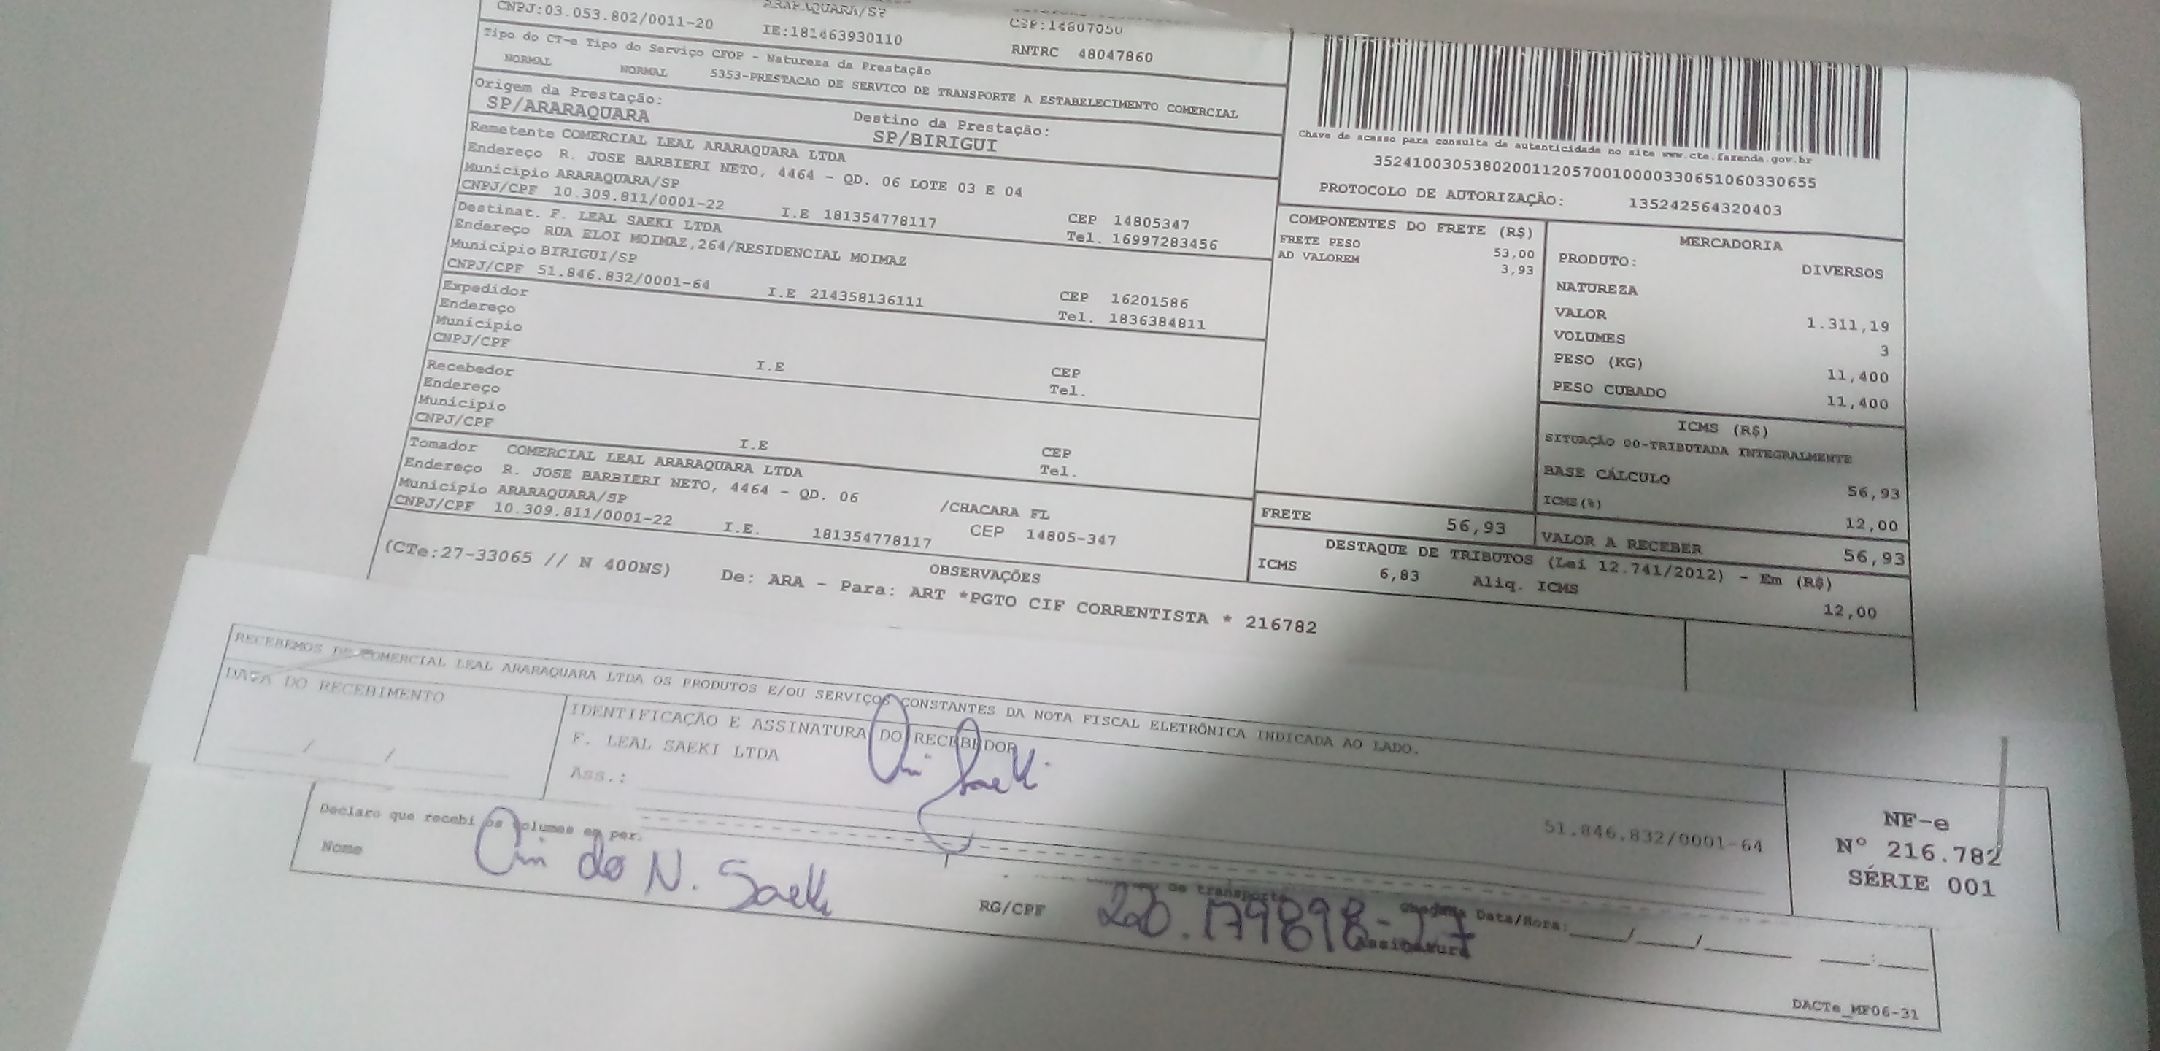 CNPJ:03.053.802/0011-20
ARARAQUARA/SP
IE:181463930110
CEP:14807050
RNTRC 48047860
Tipo do CT-e Tipo do Serviço CFOP - Natureza da Prestação
NORMAL NORMAL 5353-PRESTACAO DE SERVICO DE TRANSPORTE A ESTABELECIMENTO COMERCIAL
Origem da Prestação:
SP/ARARAQUARA
Destino da Prestação:
SP/BIRIGUI
Remetente COMERCIAL LEAL ARARAQUARA LTDA
Endereço R. JOSE BARBIERI NETO, 4464 - QD. 06 LOTE 03 E 04
Município ARARAQUARA/SP CEP 14805347
CNPJ/CPF 10.309.811/0001-22 I.E 181354778117 Tel. 16997283456
Destinat. F. LEAL SAEKI LTDA
Endereço RUA ELOI MOIMAZ,264/RESIDENCIAL MOIMAZ
Município BIRIGUI/SP CEP 16201586
CNPJ/CPF 51.846.832/0001-64 I.E 214358136111 Tel. 1836384811
Expedidor
Endereço
Município CEP
CNPJ/CPF I.E Tel.
Recebedor
Endereço
Município CEP
CNPJ/CPF I.E Tel.
Tomador COMERCIAL LEAL ARARAQUARA LTDA
Endereço R. JOSE BARBIERI NETO, 4464 - QD. 06 /CHACARA FL
Município ARARAQUARA/SP CEP 14805-347
CNPJ/CPF 10.309.811/0001-22 I.E. 181354778117
Chave de acesso para consulta de autenticidade no site www.cte.fazenda.gov.br
35241003053802001120570010000330651060330655
PROTOCOLO DE AUTORIZAÇÃO: 135242564320403
COMPONENTES DO FRETE (R$)
FRETE PESO 53,00
AD VALOREM 3,93
MERCADORIA
PRODUTO: DIVERSOS
NATUREZA
VALOR 1.311,19
VOLUMES 3
PESO (KG) 11,400
PESO CUBADO 11,400
ICMS (R$)
SITUAÇÃO 00-TRIBUTADA INTEGRALMENTE
BASE CÁLCULO 56,93
ICMS(%) 12,00
FRETE 56,93
VALOR A RECEBER 56,93
DESTAQUE DE TRIBUTOS (Lei 12.741/2012) - Em (R$)
ICMS 6,83 Aliq. ICMS 12,00
OBSERVAÇÕES
(CTe:27-33065 // N 400NS) De: ARA - Para: ART *PGTO CIF CORRENTISTA * 216782
RECEBEMOS DE COMERCIAL LEAL ARARAQUARA LTDA OS PRODUTOS E/OU SERVIÇOS CONSTANTES DA NOTA FISCAL ELETRÔNICA INDICADA AO LADO.
DATA DO RECEBIMENTO
/ /
IDENTIFICAÇÃO E ASSINATURA DO RECEBEDOR
F. LEAL SAEKI LTDA
Ass.: Saeki
51.846.832/0001-64
NF-e
Nº 216.782
SÉRIE 001
Declaro que recebi os volumes em per.
de transporte
Chegada Data/Hora: / / :
Nome do N. Saeki
RG/CPF
Assinatura
DACTe_MF06-31